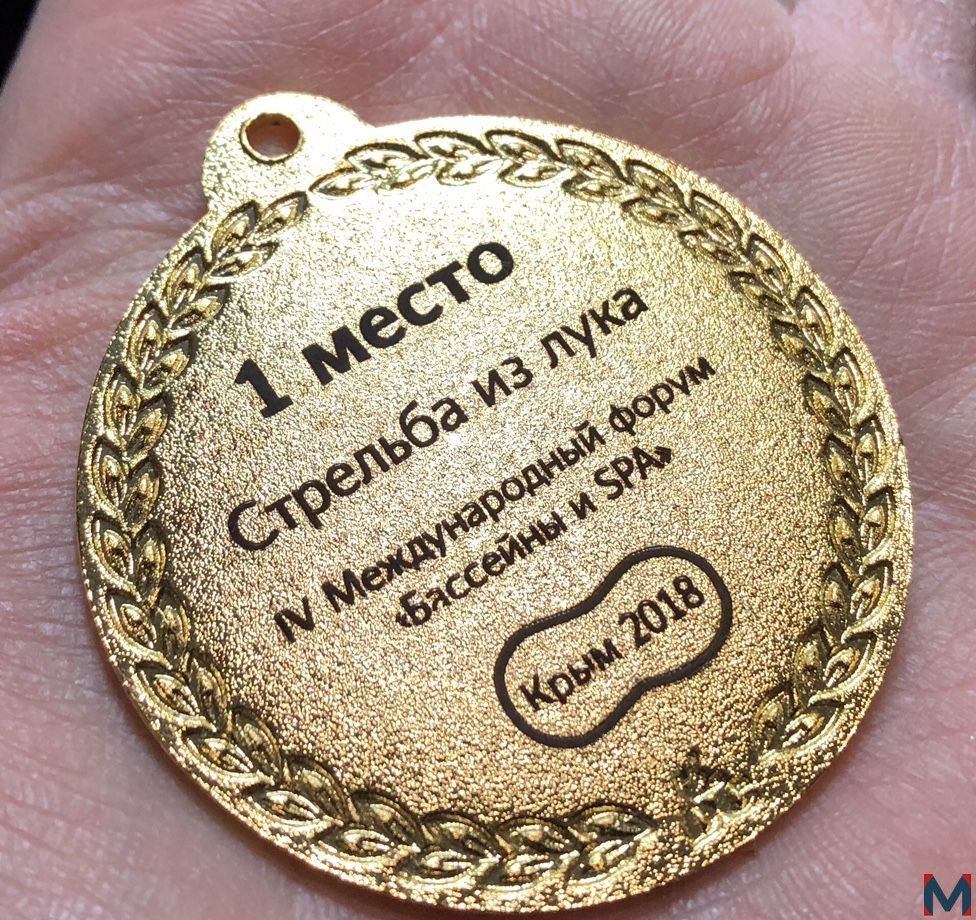 1 место
Стрельба из лука
IV Международный форум
«Бассейны и SPA»
Крым 2018
M